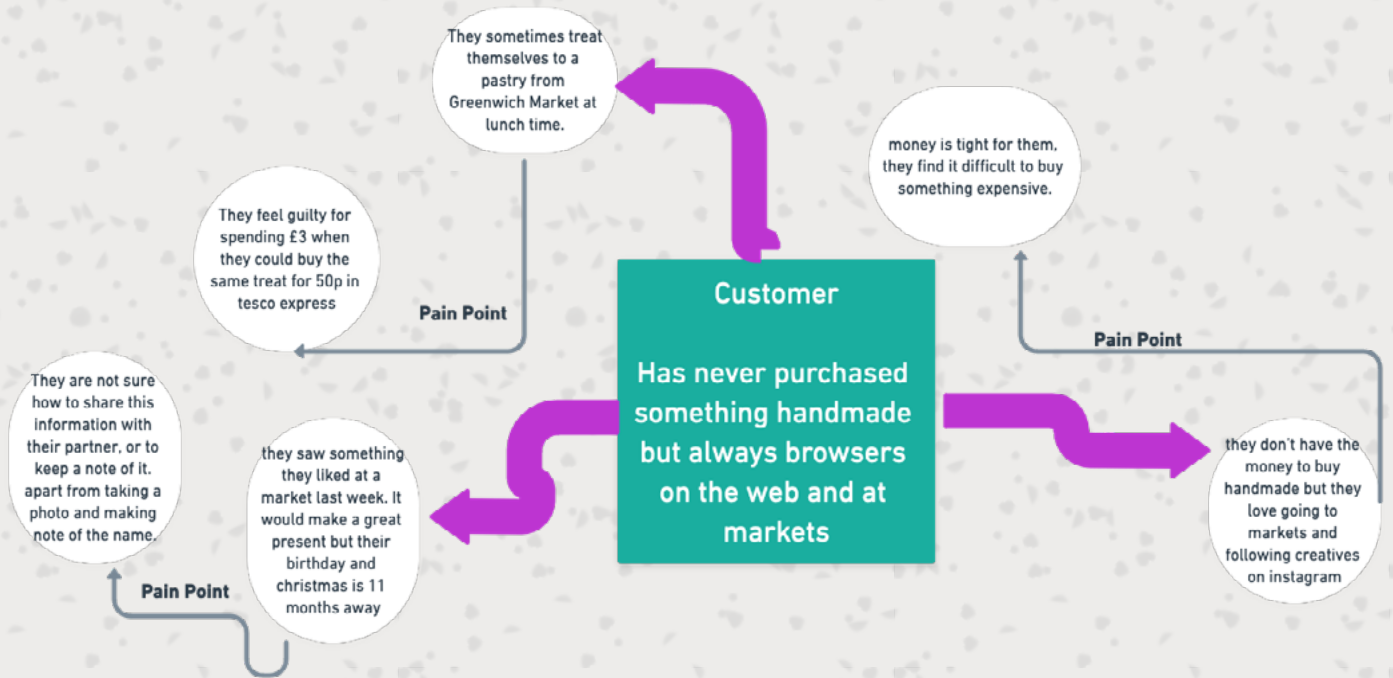 They sometimes treat
themselves to a
pastry from
Greenwich Market at
lunch time.
money is tight for them,
they find it difficult to buy
something expensive.
They feel guilty for
spending £3 when
they could buy the
same treat for 50p in
tesco express
Pain Point
Customer
Has never purchased
something handmade
but always browsers
on the web and at
markets
Pain Point
They are not sure
how to share this
information with
their partner, or to
keep a note of it.
apart from taking a
photo and making
note of the name.
they saw something
they liked at a
market last week. It
would make a great
present but their
birthday and
christmas is 11
months away
Pain Point
they don't have the
money to buy
handmade but they
love going to
markets and
following creatives
on instagram